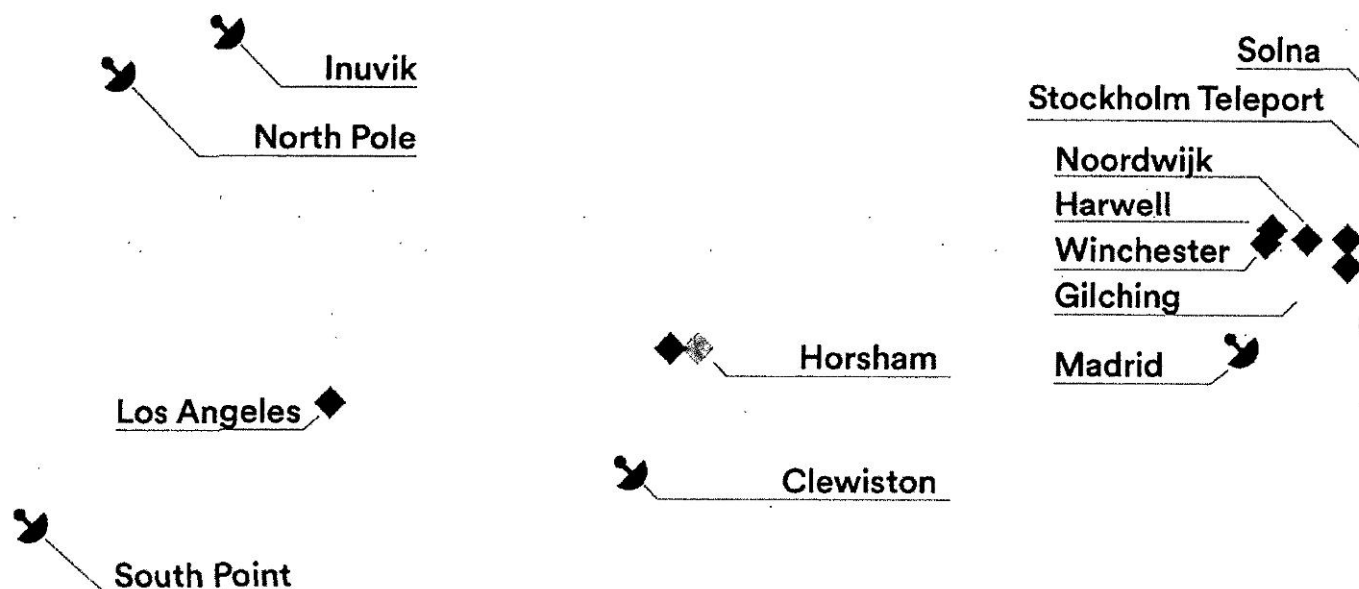 Inuvik
North Pole
Solna
Stockholm Teleport
Noordwijk
Harwell
Winchester
Gilching
Madrid
Horsham
Los Angeles
Clewiston
South Point